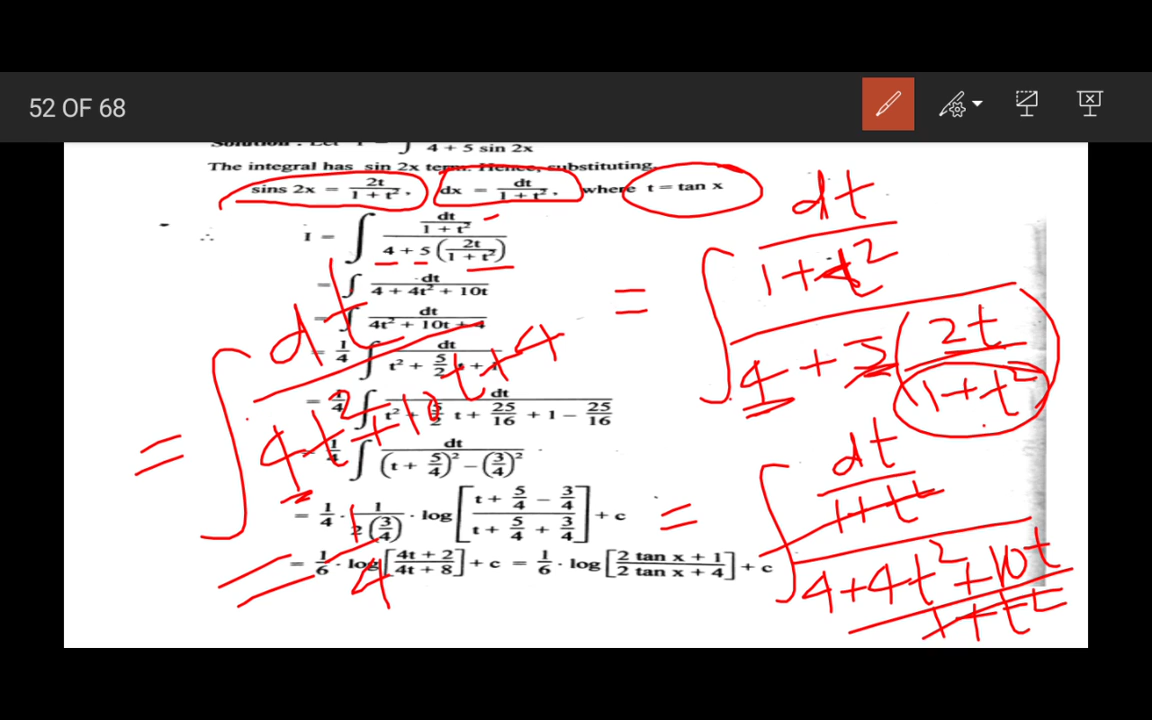 52 OF 68
Solution : Let I = ∫ 4 + 5 sin 2x
The integral has sin 2x term. Hence, substituting,
sins 2x = 2t/(1 + t²), dx = dt/(1 + t²), where t = tan x
∴ I = ∫ (dt/(1 + t²)) / (4 + 5 (2t/(1 + t²)))
= ∫ dt/(4 + 4t² + 10t)
= ∫ dt/(4t² + 10t + 4)
= 1/4 ∫ dt/(t² + 5/2 t + 1)
= 1/4 ∫ dt/(t² + 5/2 t + 25/16 + 1 − 25/16)
= 1/4 ∫ dt/((t + 5/4)² − (3/4)²)
= 1/4 · 1/(2(3/4)) · log [(t + 5/4 − 3/4)/(t + 5/4 + 3/4)] + c
= 1/6 · log [(4t + 2)/(4t + 8)] + c = 1/6 · log [(2 tan x + 1)/(2 tan x + 4)] + c
= ∫ (dt/(1+t²)) / (4 + 5(2t/(1+t²)))
= ∫ (dt/(1+t²)) / ((4+4t²+10t)/(1+t²))
= ∫ dt/(4t²+10t+4)
= 1/4